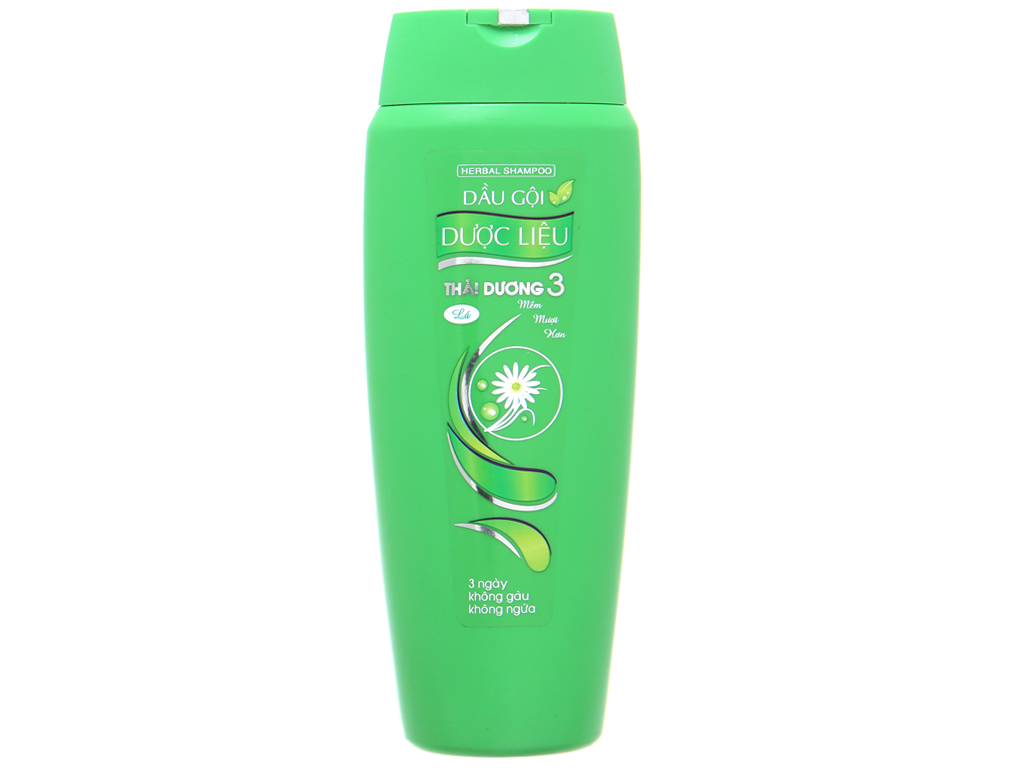 HERBAL SHAMPOO
DẦU GỘI
DƯỢC LIỆU
THÁI DƯƠNG 3
Lá
Mềm
Mượt
Hơn
3 ngày
không gàu
không ngứa